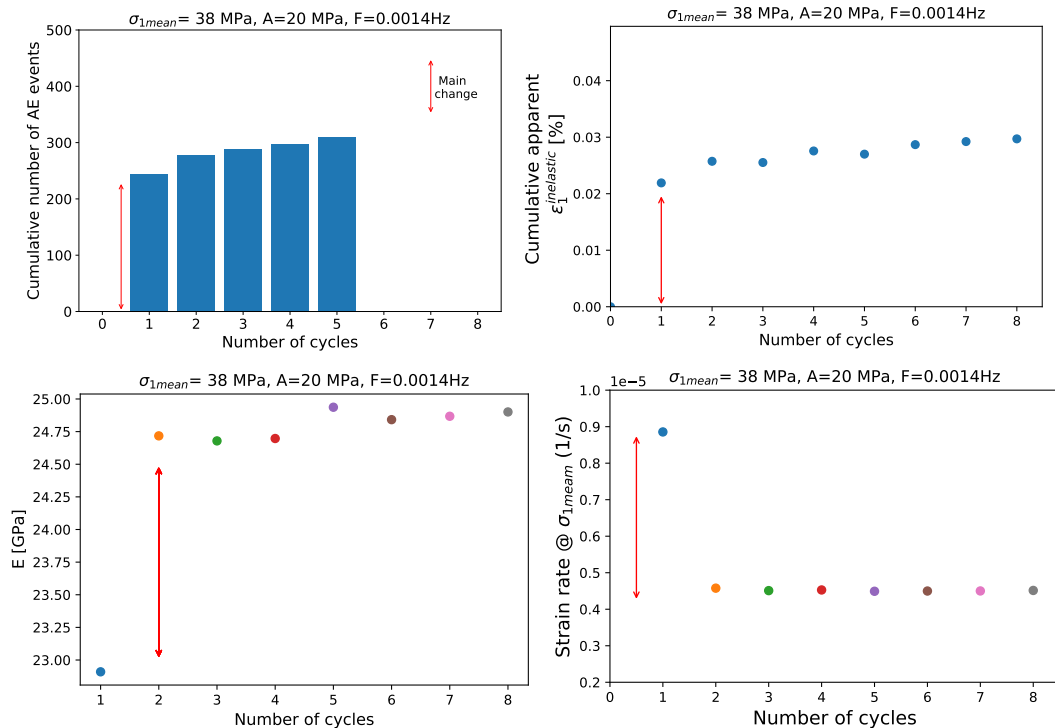 σ1mean= 38 MPa, A=20 MPa, F=0.0014Hz
500
400
300
200
100
0
Cumulative number of AE events
Main
change
0 1 2 3 4 5 6 7 8
Number of cycles
σ1mean= 38 MPa, A=20 MPa, F=0.0014Hz
0.04
0.03
0.02
0.01
0.00
Cumulative apparent
ε1^inelastic [%]
0 1 2 3 4 5 6 7 8
Number of cycles
σ1mean= 38 MPa, A=20 MPa, F=0.0014Hz
25.00
24.75
24.50
24.25
24.00
23.75
23.50
23.25
23.00
E [GPa]
1 2 3 4 5 6 7 8
Number of cycles
1e-5
σ1mean= 38 MPa, A=20 MPa, F=0.0014Hz
1.0
0.9
0.8
0.7
0.6
0.5
0.4
0.3
0.2
Strain rate @ σ1meam (1/s)
0 1 2 3 4 5 6 7 8
Number of cycles